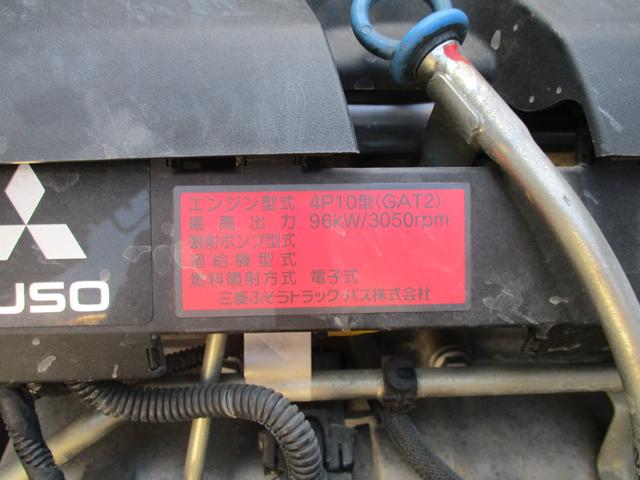 エンジン型式 4P10型(GAT2)
最高出力 96kW/3050rpm
噴射ポンプ型式
過給機型式
燃料噴射方式 電子式
三菱ふそうトラック・バス株式会社
USO